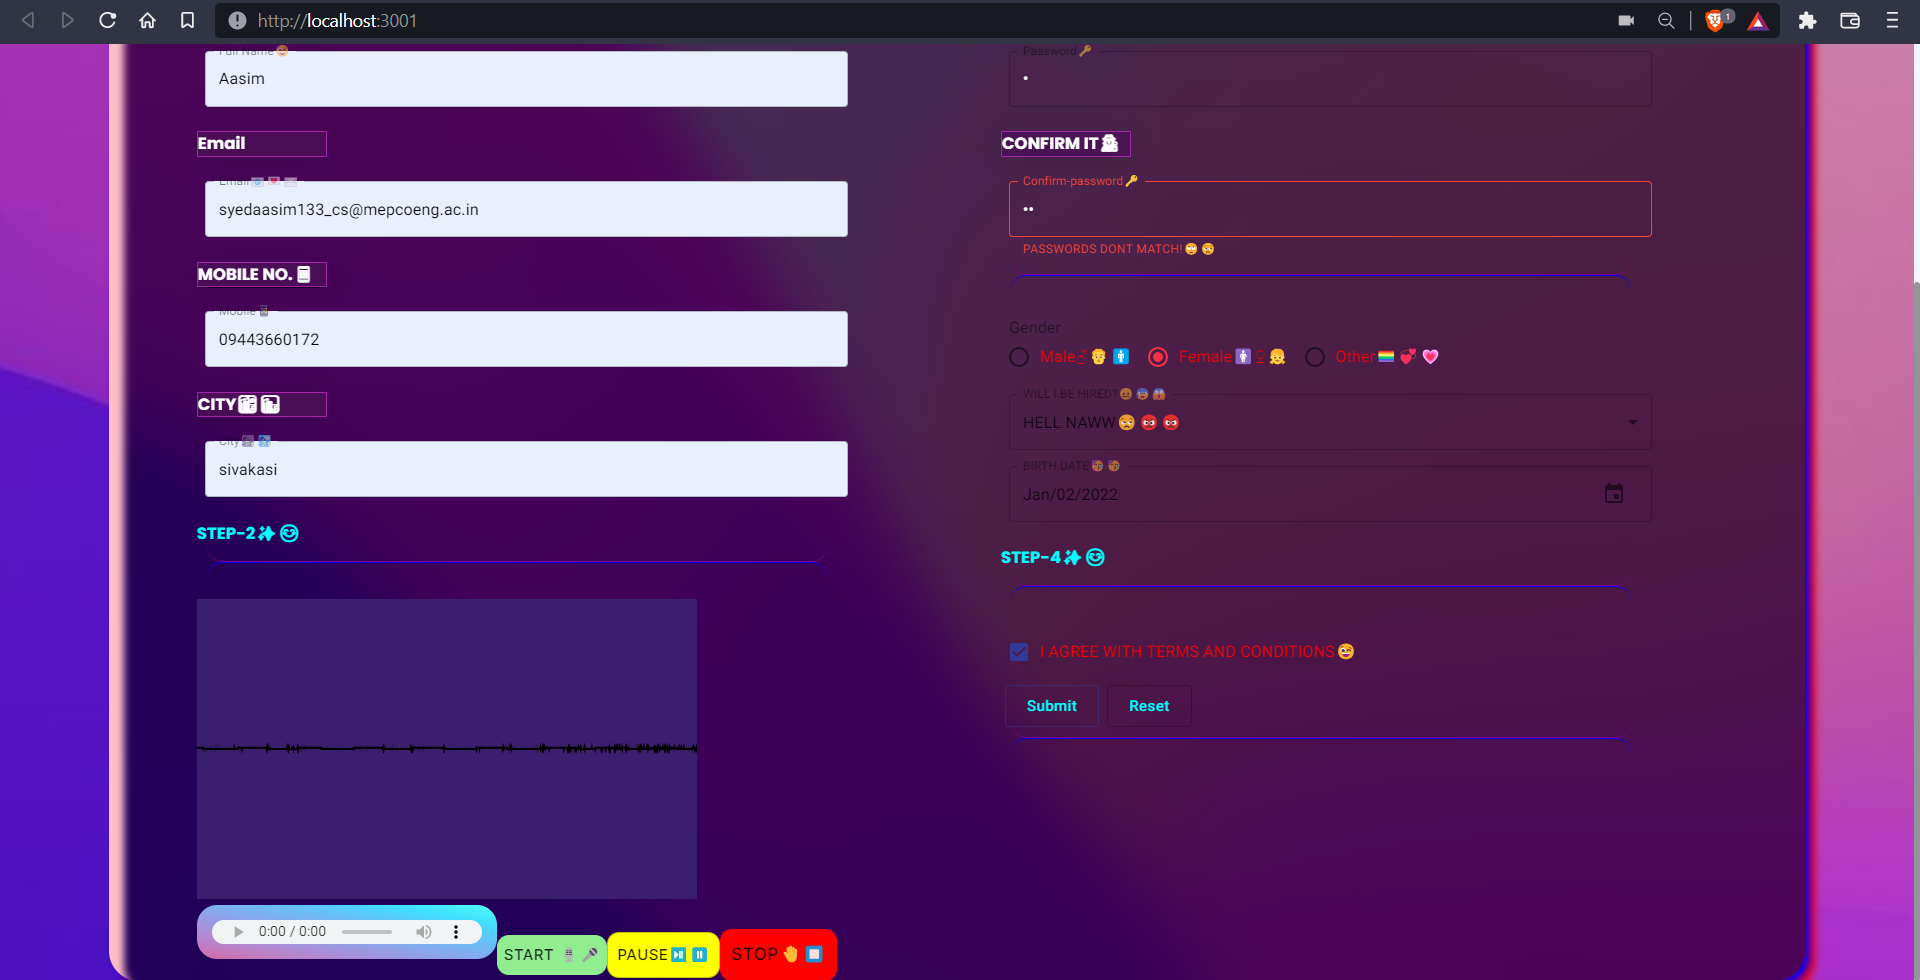 http://localhost:3001
1
Full Name😊
Aasim
Email
Email📧💌📨
syedaasim133_cs@mepcoeng.ac.in
MOBILE NO.📱
Mobile📱
09443660172
CITY🏙🌃
City🏙🌃
sivakasi
STEP-2✨😊
0:00 / 0:00
START 🎙🎤
PAUSE⏯⏸
STOP🤚⏹
Password🔑
•
CONFIRM IT🕵
Confirm-password🔑
••
PASSWORDS DONT MATCH!🙄🤨
Gender
Male♂👨🚹
Female🚺♀👧
Other🏳️‍🌈💞💗
WILL I BE HIRED?😖😰😱
HELL NAWW🥱👿👿
BIRTH DATE🎂🎂
Jan/02/2022
STEP-4✨😊
I AGREE WITH TERMS AND CONDITIONS😅
Submit
Reset